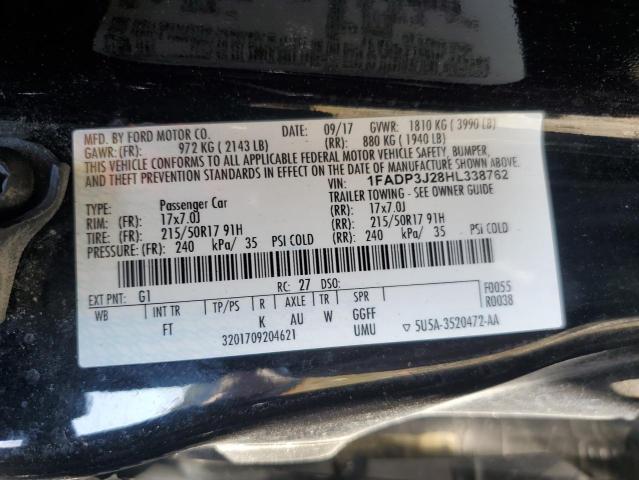 MFD. BY FORD MOTOR CO. DATE: 09/17 GVWR: 1810 KG ( 3990 LB)
GAWR: (FR): 972 KG ( 2143 LB) (RR): 880 KG ( 1940 LB)
THIS VEHICLE CONFORMS TO ALL APPLICABLE FEDERAL MOTOR VEHICLE SAFETY, BUMPER,
AND THEFT PREVENTION STANDARDS IN EFFECT ON THE DATE OF MANUFACTURE SHOWN ABOVE.
VIN: 1FADP3J28HL338762
TYPE: Passenger Car TRAILER TOWING - SEE OWNER GUIDE
RIM: (FR): 17x7.0J (RR): 17x7.0J
TIRE: (FR): 215/50R17 91H (RR): 215/50R17 91H
PRESSURE: (FR): 240 kPa/ 35 PSI COLD (RR): 240 kPa/ 35 PSI COLD
EXT PNT: G1 RC: 27 DSO: F0055
WB INT TR TP/PS R AXLE TR SPR R0038
FT K AU W GGFF
3201709204621 UMU ▽ 5U5A-3520472-AA